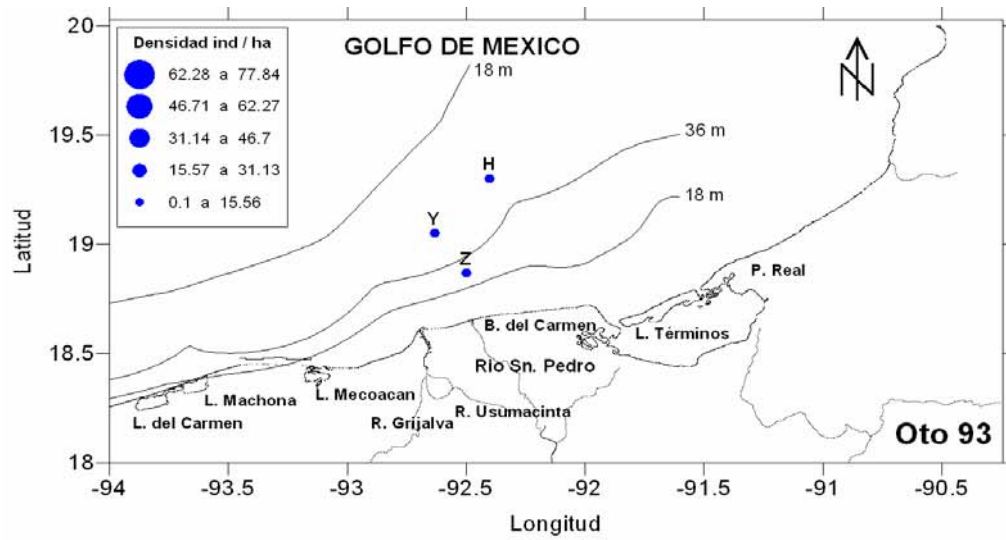 GOLFO DE MEXICO
Densidad ind / ha
62.28 a 77.84
46.71 a 62.27
31.14 a 46.7
15.57 a 31.13
0.1 a 15.56
18 m
36 m
18 m
N
H
Y
Z
P. Real
B. del Carmen
L. Términos
Río Sn. Pedro
L. Machona
L. Mecoacan
L. del Carmen
R. Grijalva
R. Usumacinta
Oto 93
20
19.5
19
18.5
18
Latitud
-94
-93.5
-93
-92.5
-92
-91.5
-91
-90.5
Longitud